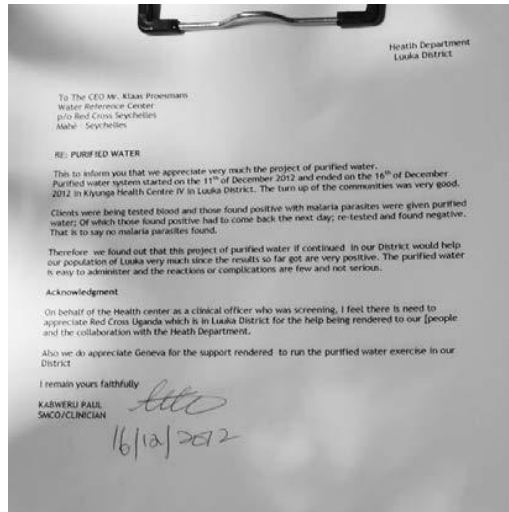 Heatlh Department
Luuka District
To The CEO Mr. Klaas Proesmans
Water Reference Center
p/o Red Cross Seychelles
Mahé - Seychelles
RE: PURIFIED WATER
This to inform you that we appreciate very much the project of purified water.
Purified water system started on the 11th of December 2012 and ended on the 16th of December
2012 in Kiyunga Health Centre IV in Luuka District. The turn up of the communities was very good.
Clients were being tested blood and those found positive with malaria parasites were given purified
water; Of which those found positive had to come back the next day; re-tested and found negative.
That is to say no malaria parasites found.
Therefore we found out that this project of purified water if continued in our District would help
our population of Luuka very much since the results so far got are very positive. The purified water
is easy to administer and the reactions or complications are few and not serious.
Acknowledgment
On behalf of the Health center as a clinical officer who was screening, I feel there is need to
appreciate Red Cross Uganda which is in Luuka District for the help being rendered to our [people
and the collaboration with the Heath Department.
Also we do appreciate Geneva for the support rendered to run the purified water exercise in our
District
I remain yours faithfully
KABWERU PAUL
SMCO/CLINICIAN
16/12/2012